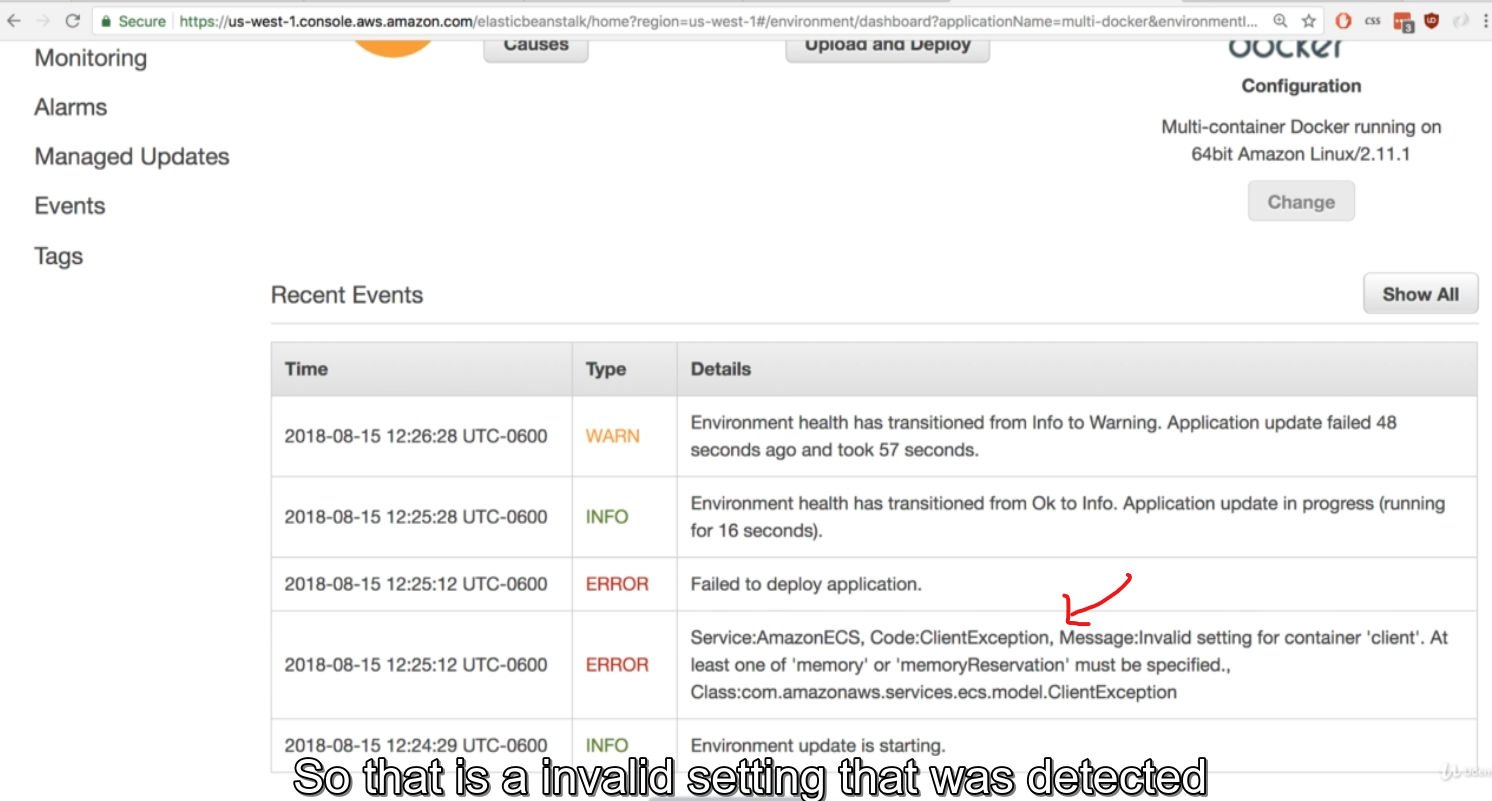 Secure https://us-west-1.console.aws.amazon.com/elasticbeanstalk/home?region=us-west-1#/environment/dashboard?applicationName=multi-docker&environmentI... css 3
Monitoring
Causes
Upload and Deploy
docker
Configuration
Alarms
Multi-container Docker running on
64bit Amazon Linux/2.11.1
Managed Updates
Change
Events
Tags
Recent Events
Show All
Time Type Details
2018-08-15 12:26:28 UTC-0600 WARN Environment health has transitioned from Info to Warning. Application update failed 48
seconds ago and took 57 seconds.
2018-08-15 12:25:28 UTC-0600 INFO Environment health has transitioned from Ok to Info. Application update in progress (running
for 16 seconds).
2018-08-15 12:25:12 UTC-0600 ERROR Failed to deploy application.
2018-08-15 12:25:12 UTC-0600 ERROR Service:AmazonECS, Code:ClientException, Message:Invalid setting for container 'client'. At
least one of 'memory' or 'memoryReservation' must be specified.,
Class:com.amazonaws.services.ecs.model.ClientException
2018-08-15 12:24:29 UTC-0600 INFO Environment update is starting.
So that is a invalid setting that was detected